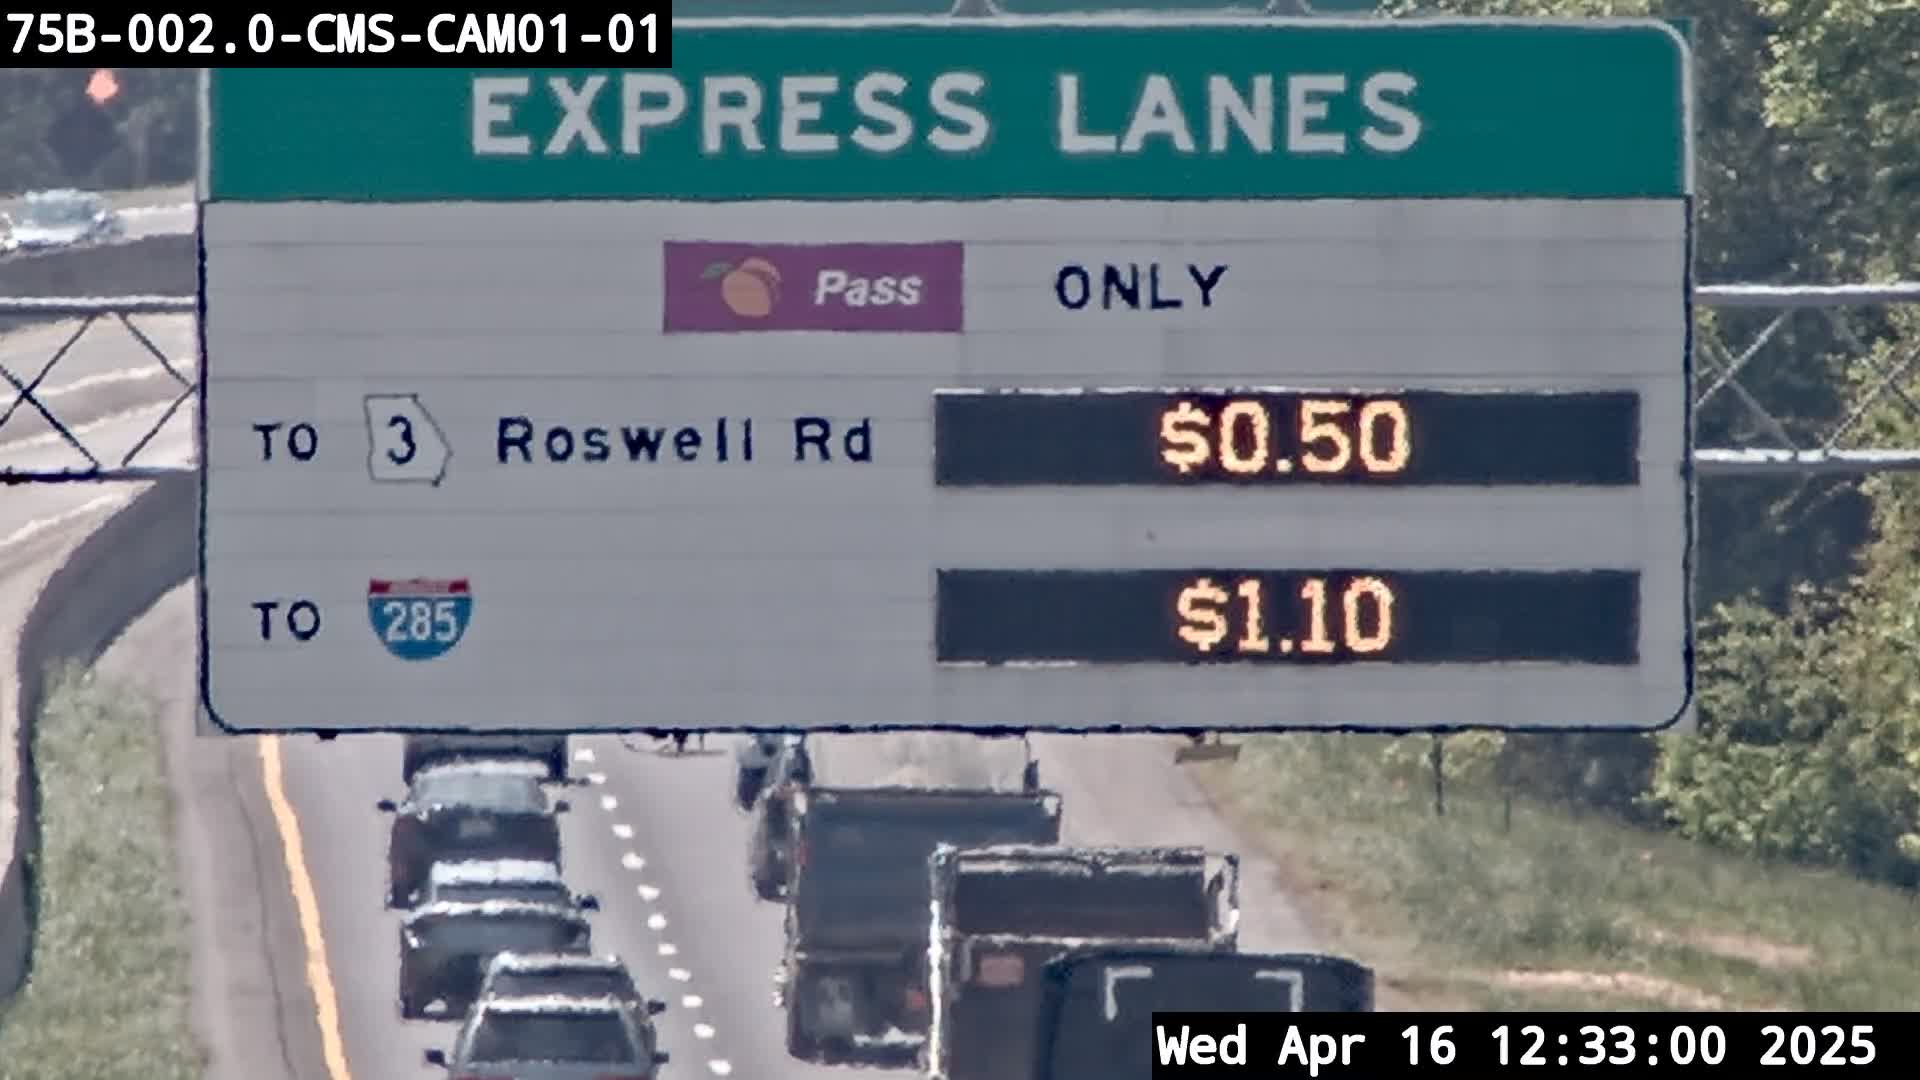 75B-002.0-CMS-CAM01-01
EXPRESS LANES
Pass ONLY
TO 3 Roswell Rd $0.50
TO 285 $1.10
Wed Apr 16 12:33:00 2025